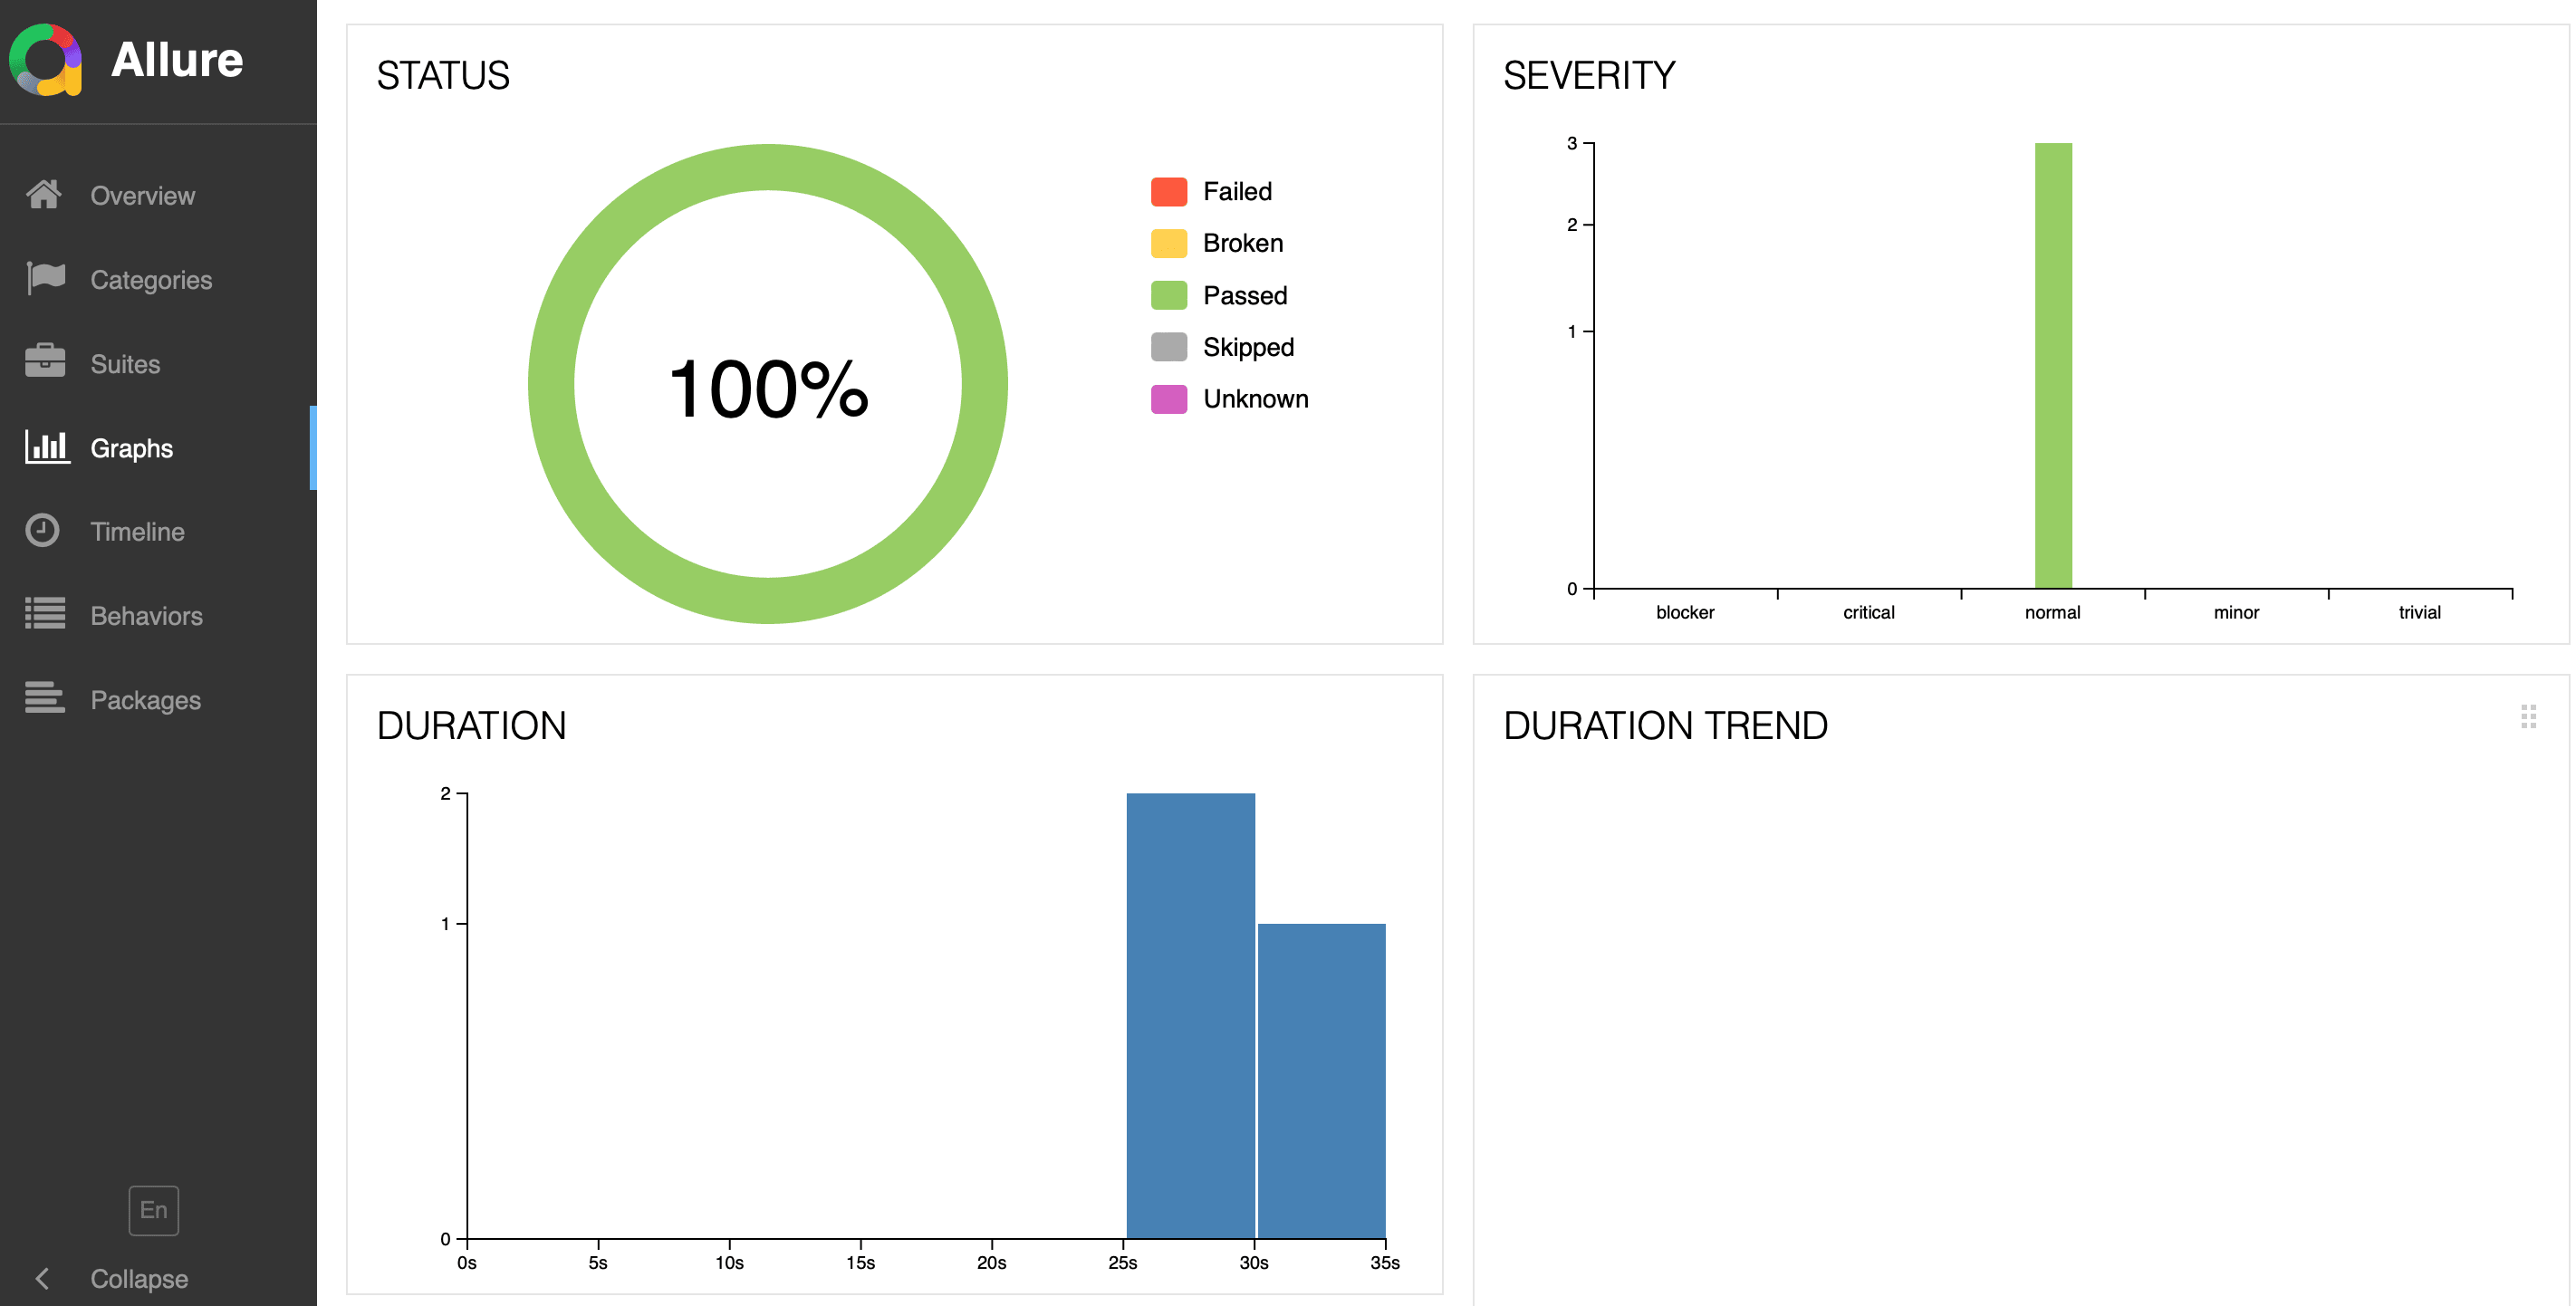 Allure
Overview
Categories
Suites
Graphs
Timeline
Behaviors
Packages
En
Collapse
STATUS
100%
Failed
Broken
Passed
Skipped
Unknown
SEVERITY
3
2
1
0
blocker critical normal minor trivial
DURATION
2
1
0
0s 5s 10s 15s 20s 25s 30s 35s
DURATION TREND